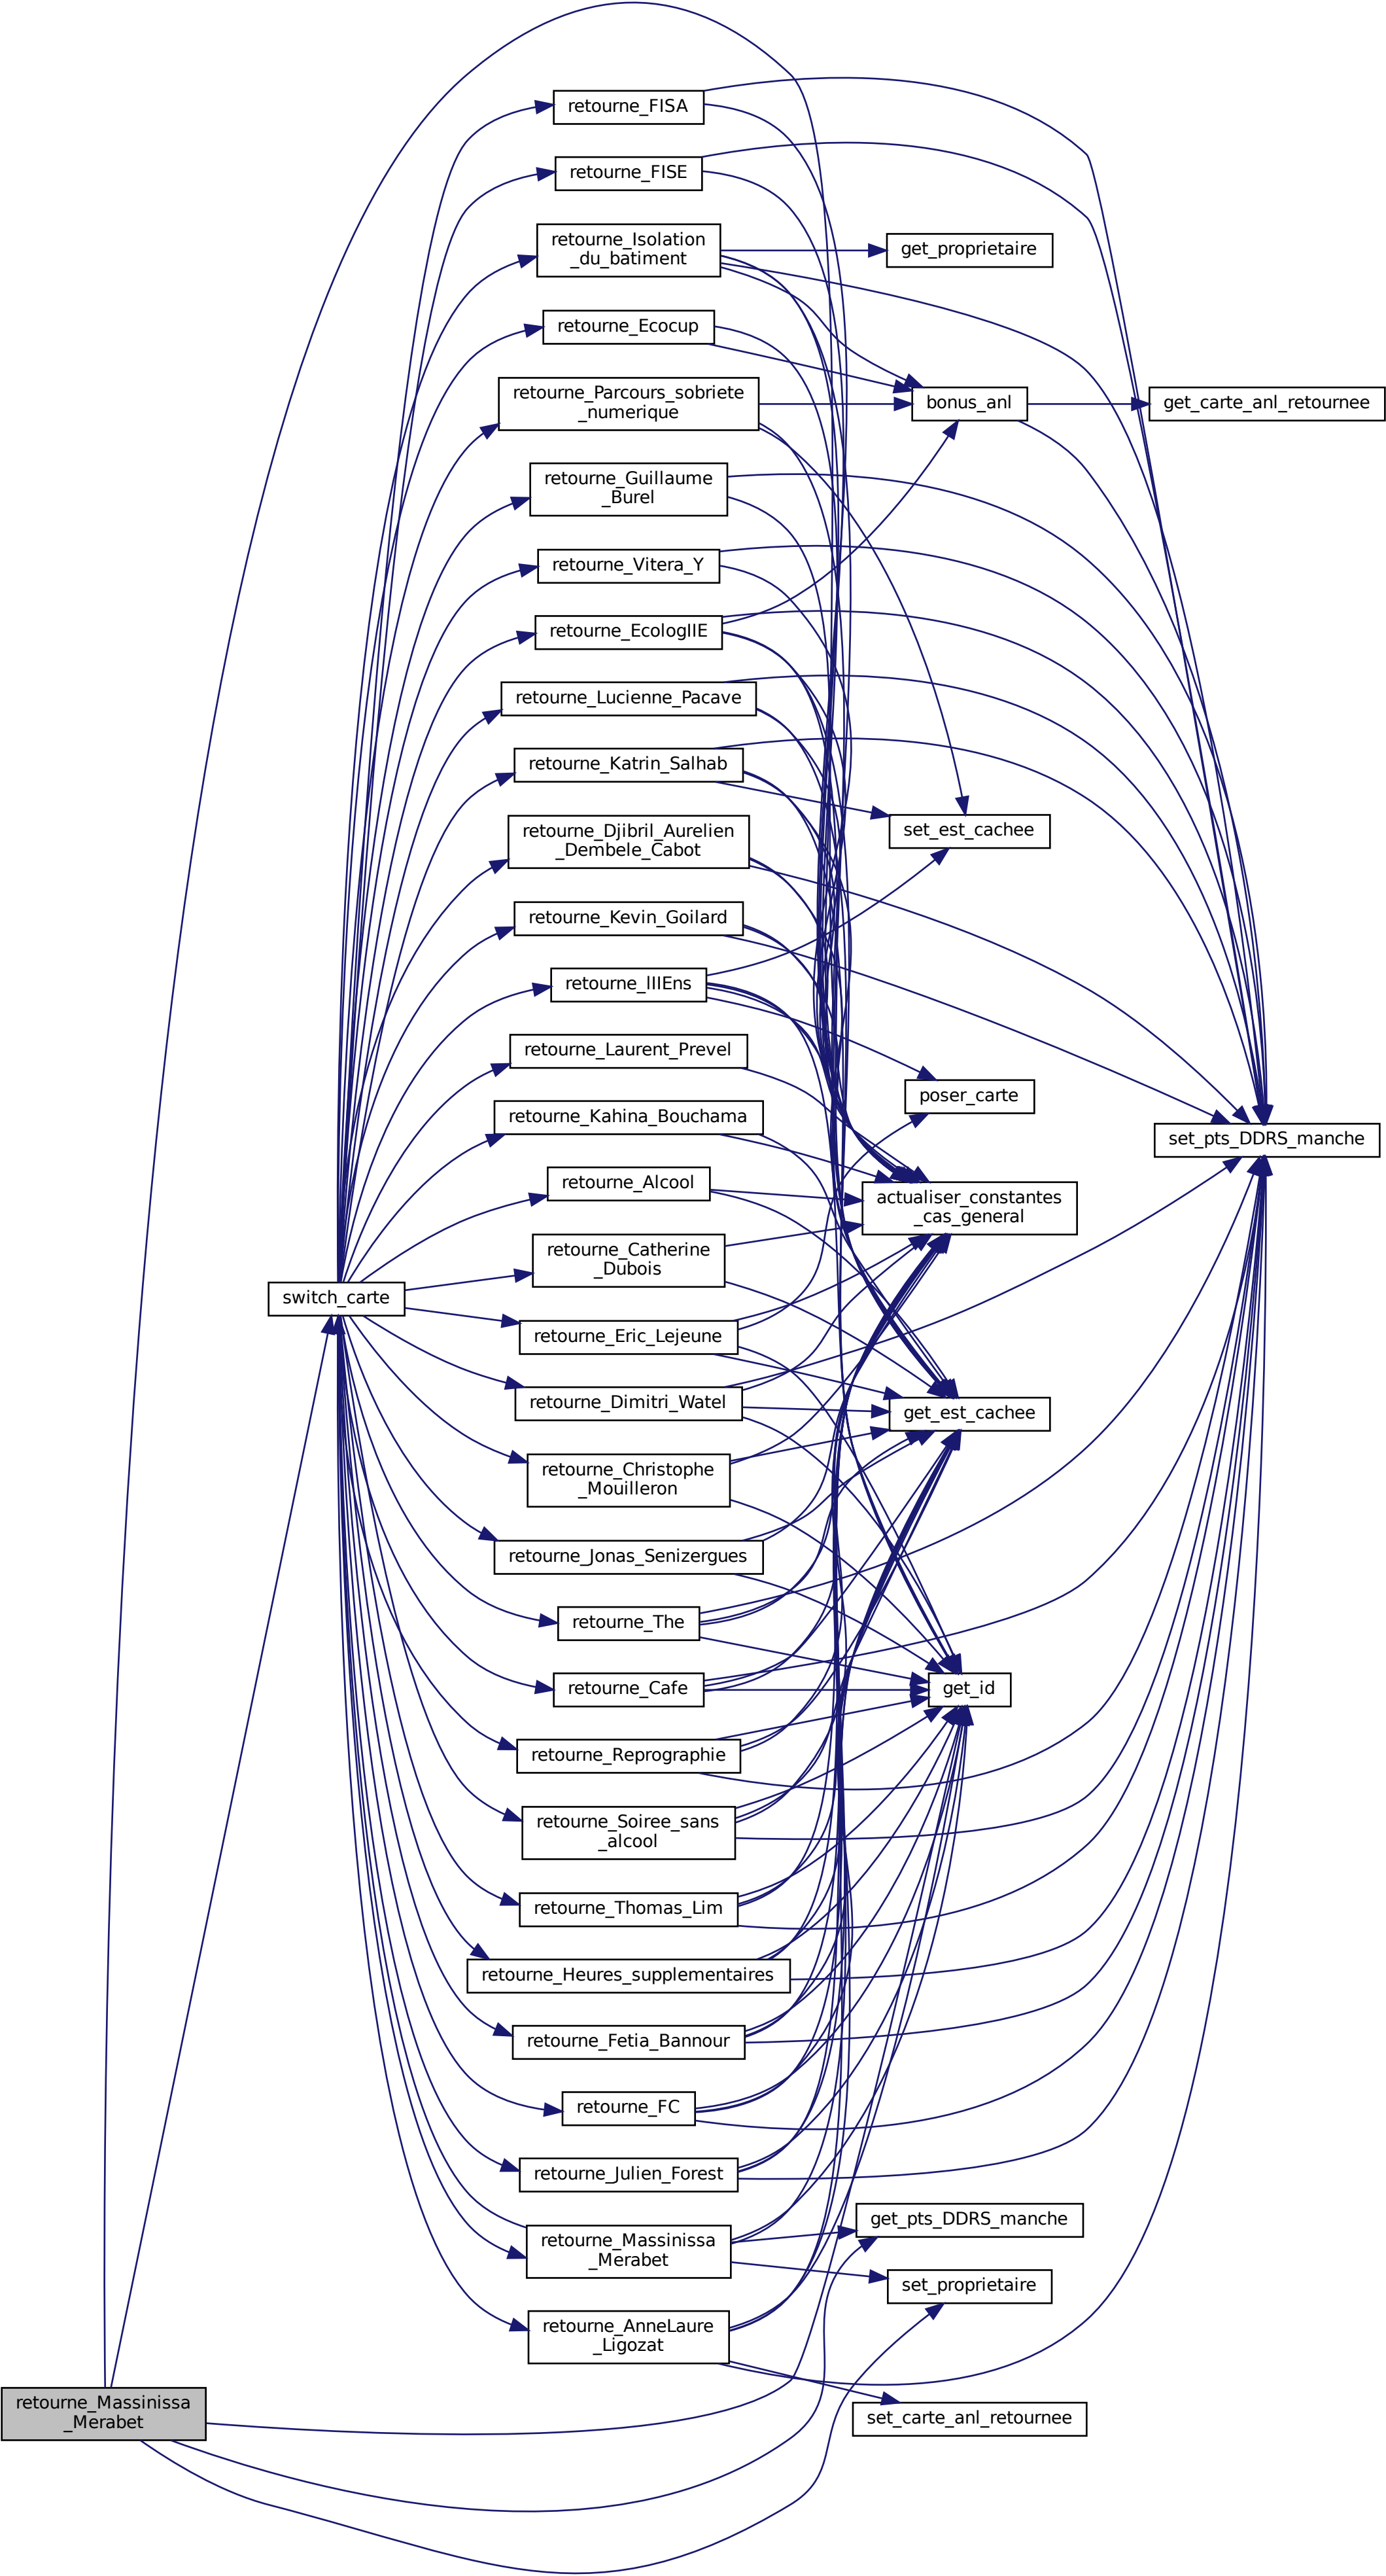 retourne_FISA
retourne_FISE
retourne_Isolation
_du_batiment
get_proprietaire
retourne_Ecocup
retourne_Parcours_sobriete
_numerique
bonus_anl
get_carte_anl_retournee
retourne_Guillaume
_Burel
retourne_Vitera_Y
retourne_EcologIIE
retourne_Lucienne_Pacave
retourne_Katrin_Salhab
retourne_Djibril_Aurelien
_Dembele_Cabot
set_est_cachee
retourne_Kevin_Goilard
retourne_IIIEns
retourne_Laurent_Prevel
poser_carte
retourne_Kahina_Bouchama
set_pts_DDRS_manche
retourne_Alcool
actualiser_constantes
_cas_general
retourne_Catherine
_Dubois
switch_carte
retourne_Eric_Lejeune
retourne_Dimitri_Watel
get_est_cachee
retourne_Christophe
_Mouilleron
retourne_Jonas_Senizergues
retourne_The
retourne_Cafe
get_id
retourne_Reprographie
retourne_Soiree_sans
_alcool
retourne_Thomas_Lim
retourne_Heures_supplementaires
retourne_Fetia_Bannour
retourne_FC
retourne_Julien_Forest
get_pts_DDRS_manche
retourne_Massinissa
_Merabet
set_proprietaire
retourne_AnneLaure
_Ligozat
retourne_Massinissa
_Merabet
set_carte_anl_retournee